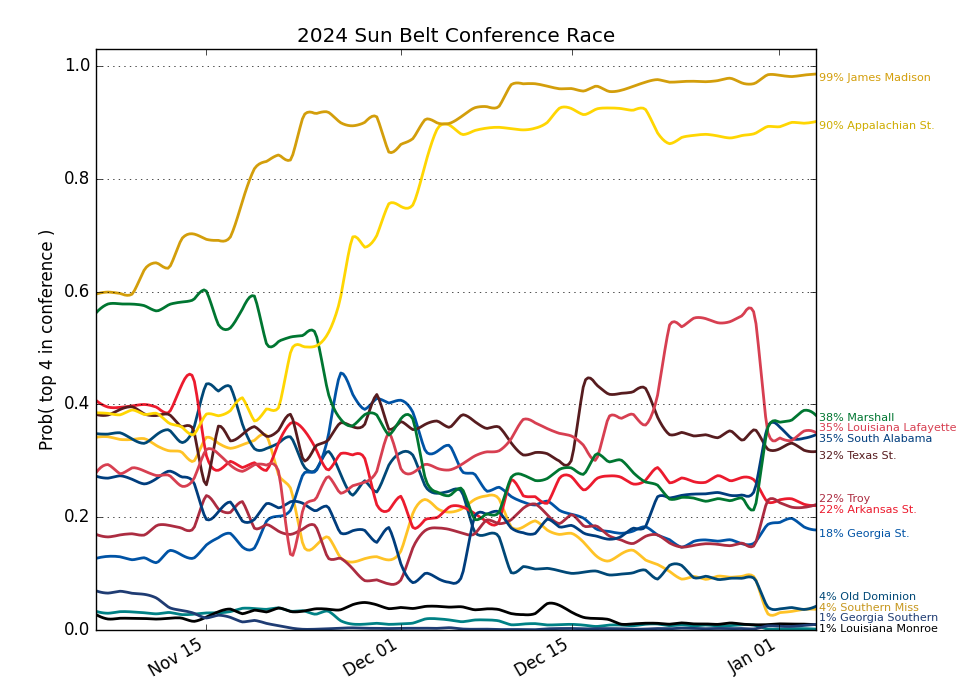 2024 Sun Belt Conference Race
Prob( top 4 in conference )
1.0
0.8
0.6
0.4
0.2
0.0
Nov 15
Dec 01
Dec 15
Jan 01
99% James Madison
90% Appalachian St.
38% Marshall
35% Louisiana Lafayette
35% South Alabama
32% Texas St.
22% Troy
22% Arkansas St.
18% Georgia St.
4% Old Dominion
4% Southern Miss
1% Georgia Southern
1% Louisiana Monroe